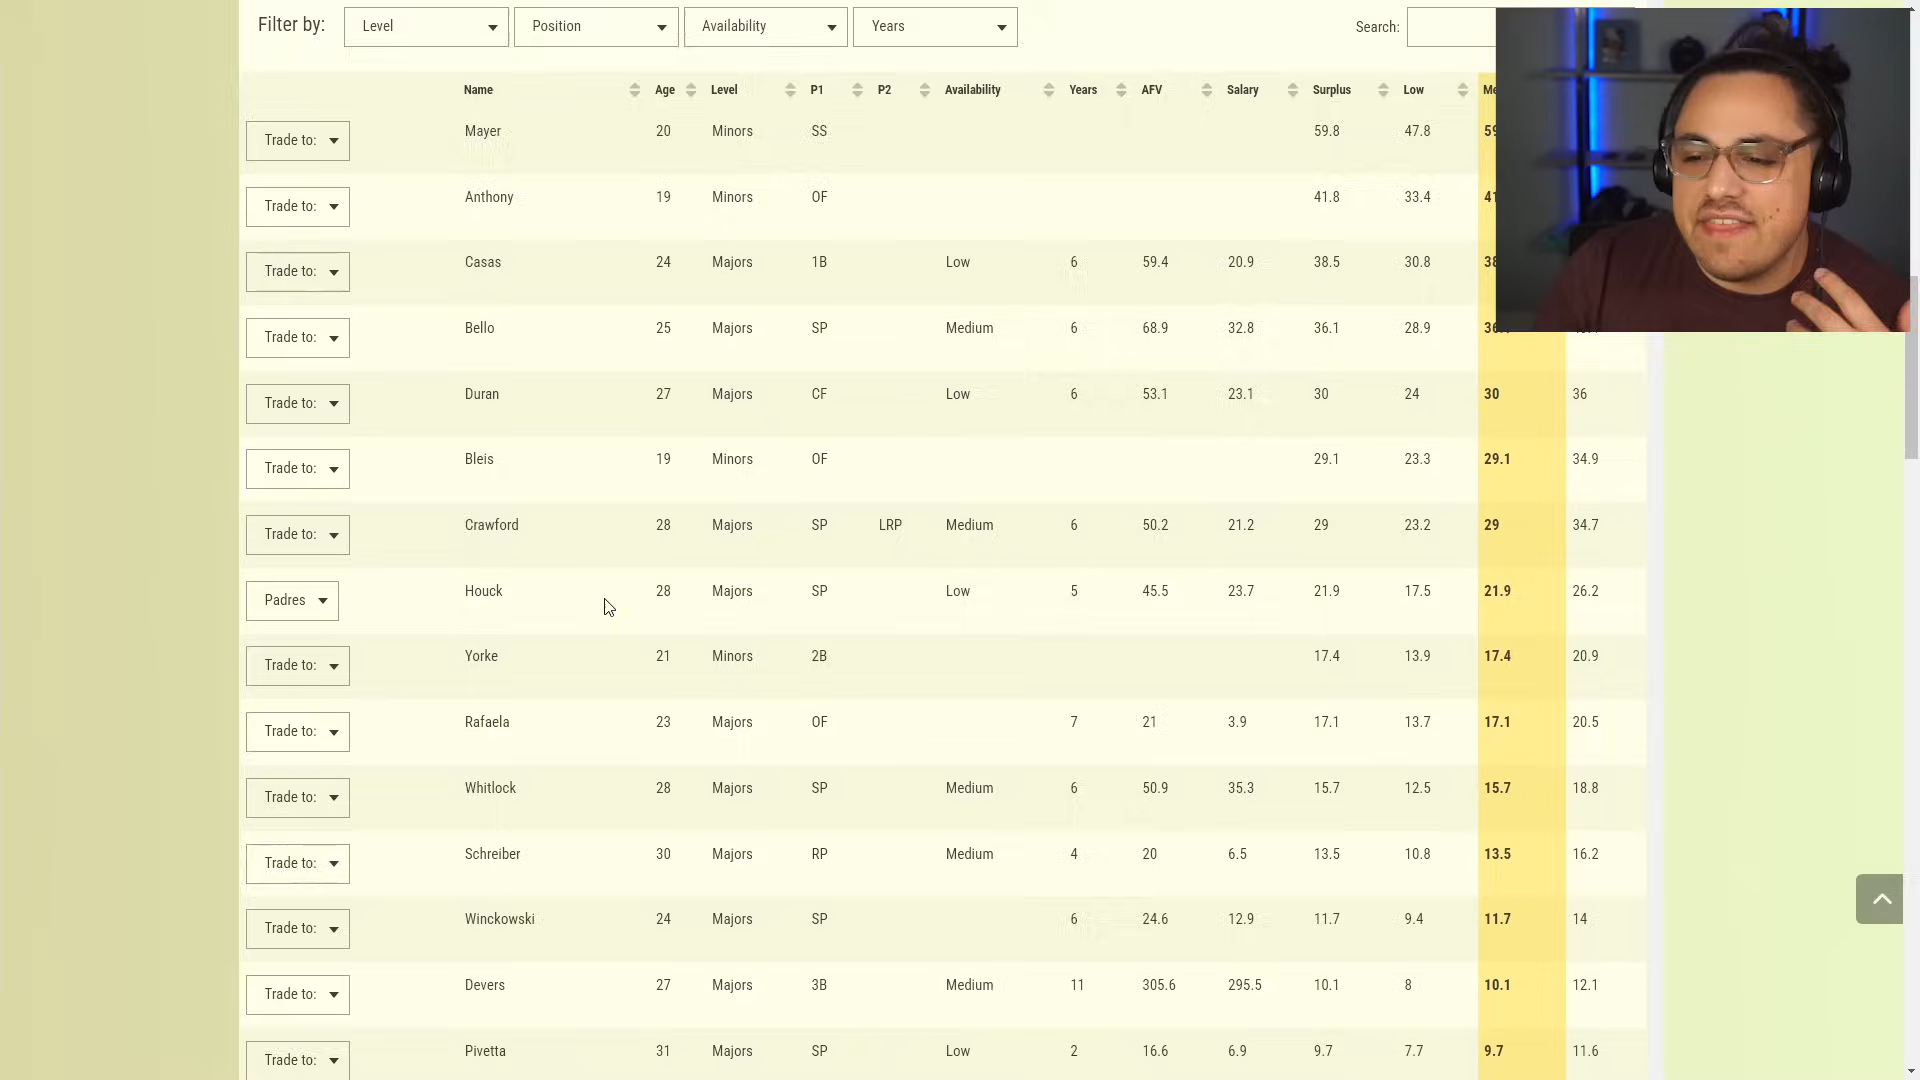 Filter by: Level Position Availability Years Search:
Name Age Level P1 P2 Availability Years AFV Salary Surplus Low Me
Trade to: Mayer 20 Minors SS 59.8 47.8 59
Trade to: Anthony 19 Minors OF 41.8 33.4 41
Trade to: Casas 24 Majors 1B Low 6 59.4 20.9 38.5 30.8 38
Trade to: Bello 25 Majors SP Medium 6 68.9 32.8 36.1 28.9 36
Trade to: Duran 27 Majors CF Low 6 53.1 23.1 30 24 30 36
Trade to: Bleis 19 Minors OF 29.1 23.3 29.1 34.9
Trade to: Crawford 28 Majors SP LRP Medium 6 50.2 21.2 29 23.2 29 34.7
Padres Houck 28 Majors SP Low 5 45.5 23.7 21.9 17.5 21.9 26.2
Trade to: Yorke 21 Minors 2B 17.4 13.9 17.4 20.9
Trade to: Rafaela 23 Majors OF 7 21 3.9 17.1 13.7 17.1 20.5
Trade to: Whitlock 28 Majors SP Medium 6 50.9 35.3 15.7 12.5 15.7 18.8
Trade to: Schreiber 30 Majors RP Medium 4 20 6.5 13.5 10.8 13.5 16.2
Trade to: Winckowski 24 Majors SP 6 24.6 12.9 11.7 9.4 11.7 14
Trade to: Devers 27 Majors 3B Medium 11 305.6 295.5 10.1 8 10.1 12.1
Trade to: Pivetta 31 Majors SP Low 2 16.6 6.9 9.7 7.7 9.7 11.6